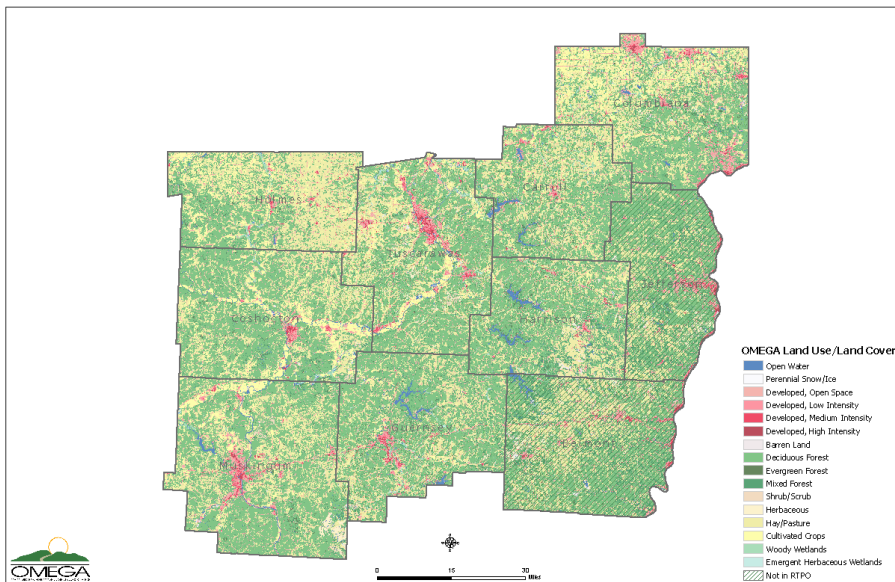 Columbiana
Carroll
Holmes
Tuscarawas
Jefferson
Coshocton
Harrison
Guernsey
Belmont
Muskingum
OMEGA Land Use/Land Cover
Open Water
Perennial Snow/Ice
Developed, Open Space
Developed, Low Intensity
Developed, Medium Intensity
Developed, High Intensity
Barren Land
Deciduous Forest
Evergreen Forest
Mixed Forest
Shrub/Scrub
Herbaceous
Hay/Pasture
Cultivated Crops
Woody Wetlands
Emergent Herbaceous Wetlands
Not in RTPO
OMEGA
0 15 30
Miles